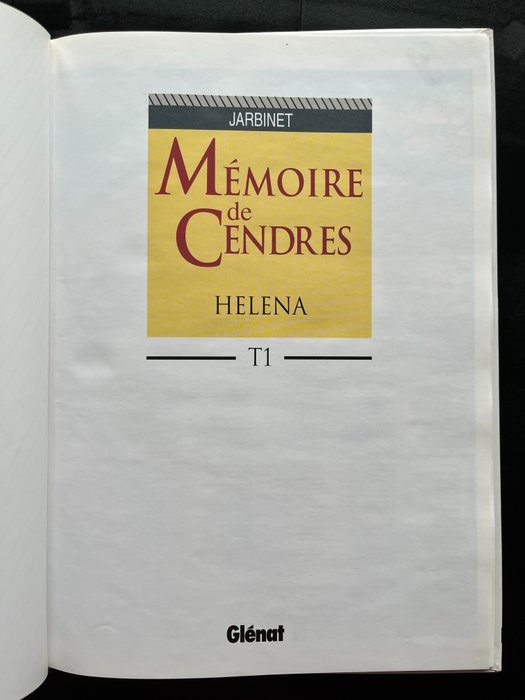 JARBINET
MÉMOIRE
de
CENDRES
HELENA
T1
Glénat